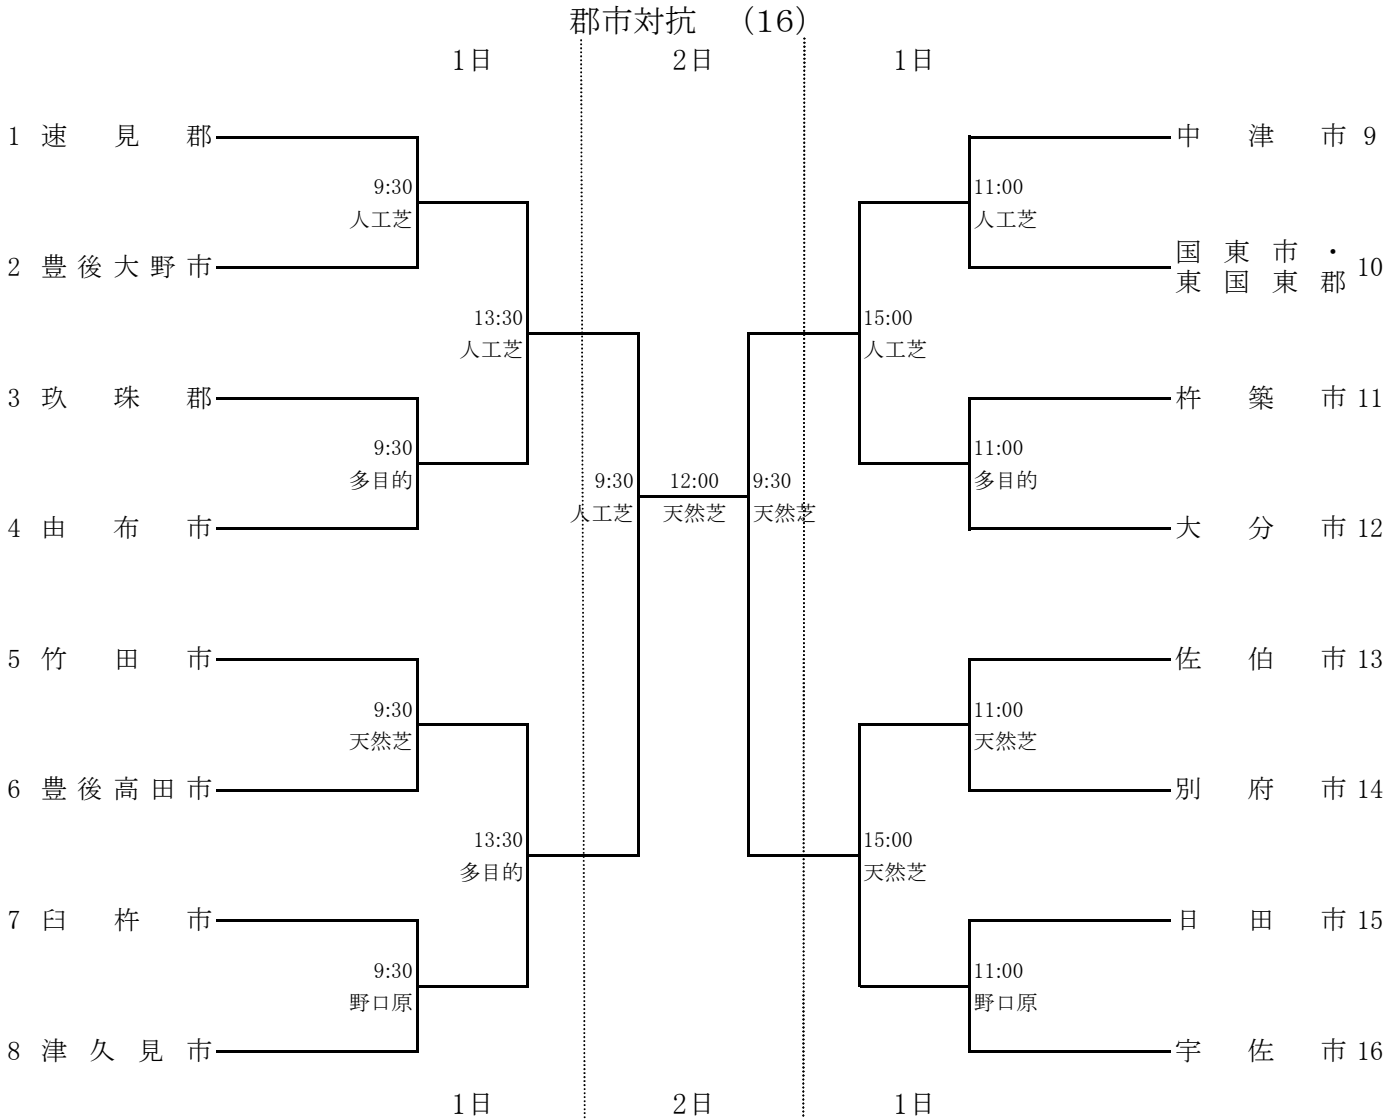 郡市対抗 （16）
1日 2日 1日
1 速見郡
中津市 9
9:30
人工芝
11:00
人工芝
2 豊後大野市
国東市・
東国東郡 10
13:30
人工芝
15:00
人工芝
3 玖珠郡
杵築市 11
9:30
多目的
11:00
多目的
9:30
人工芝
12:00
天然芝
9:30
天然芝
4 由布市
大分市 12
5 竹田市
佐伯市 13
9:30
天然芝
11:00
天然芝
6 豊後高田市
別府市 14
13:30
多目的
15:00
天然芝
7 臼杵市
日田市 15
9:30
野口原
11:00
野口原
8 津久見市
宇佐市 16
1日 2日 1日